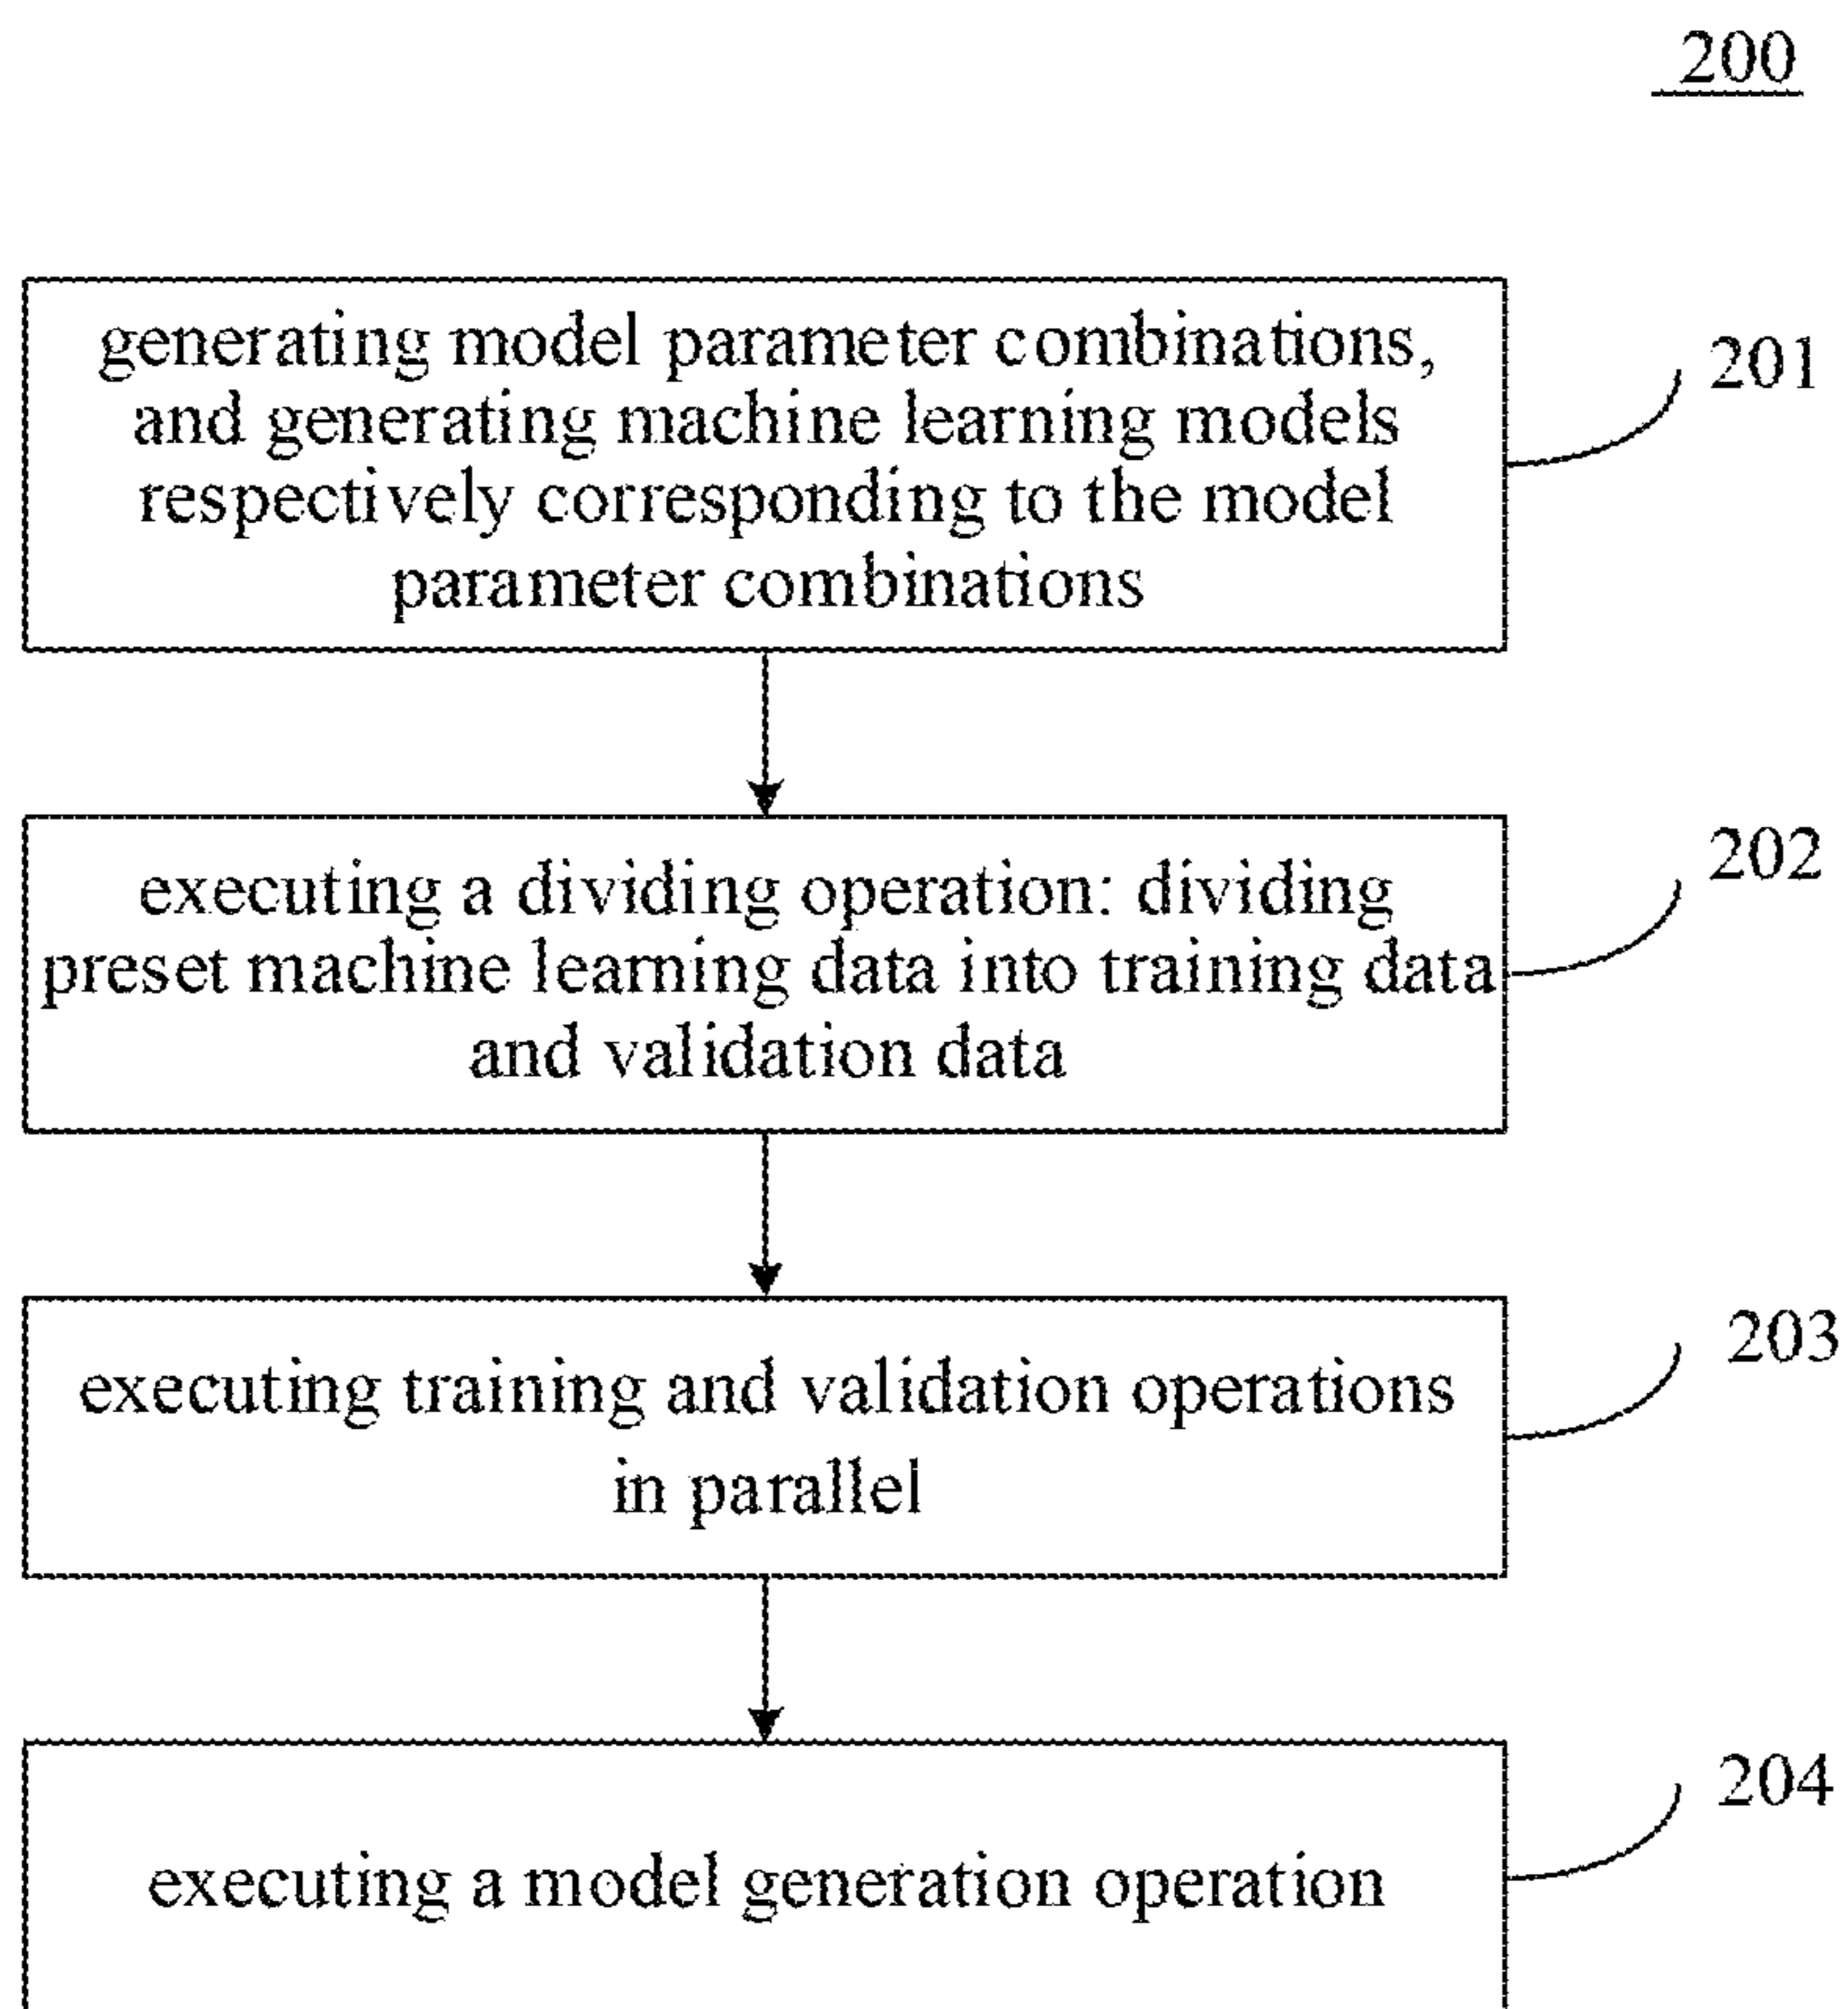 200
generating model parameter combinations,
and generating machine learning models
respectively corresponding to the model
parameter combinations
201
executing a dividing operation: dividing
preset machine learning data into training data
and validation data
202
executing training and validation operations
in parallel
203
executing a model generation operation
204